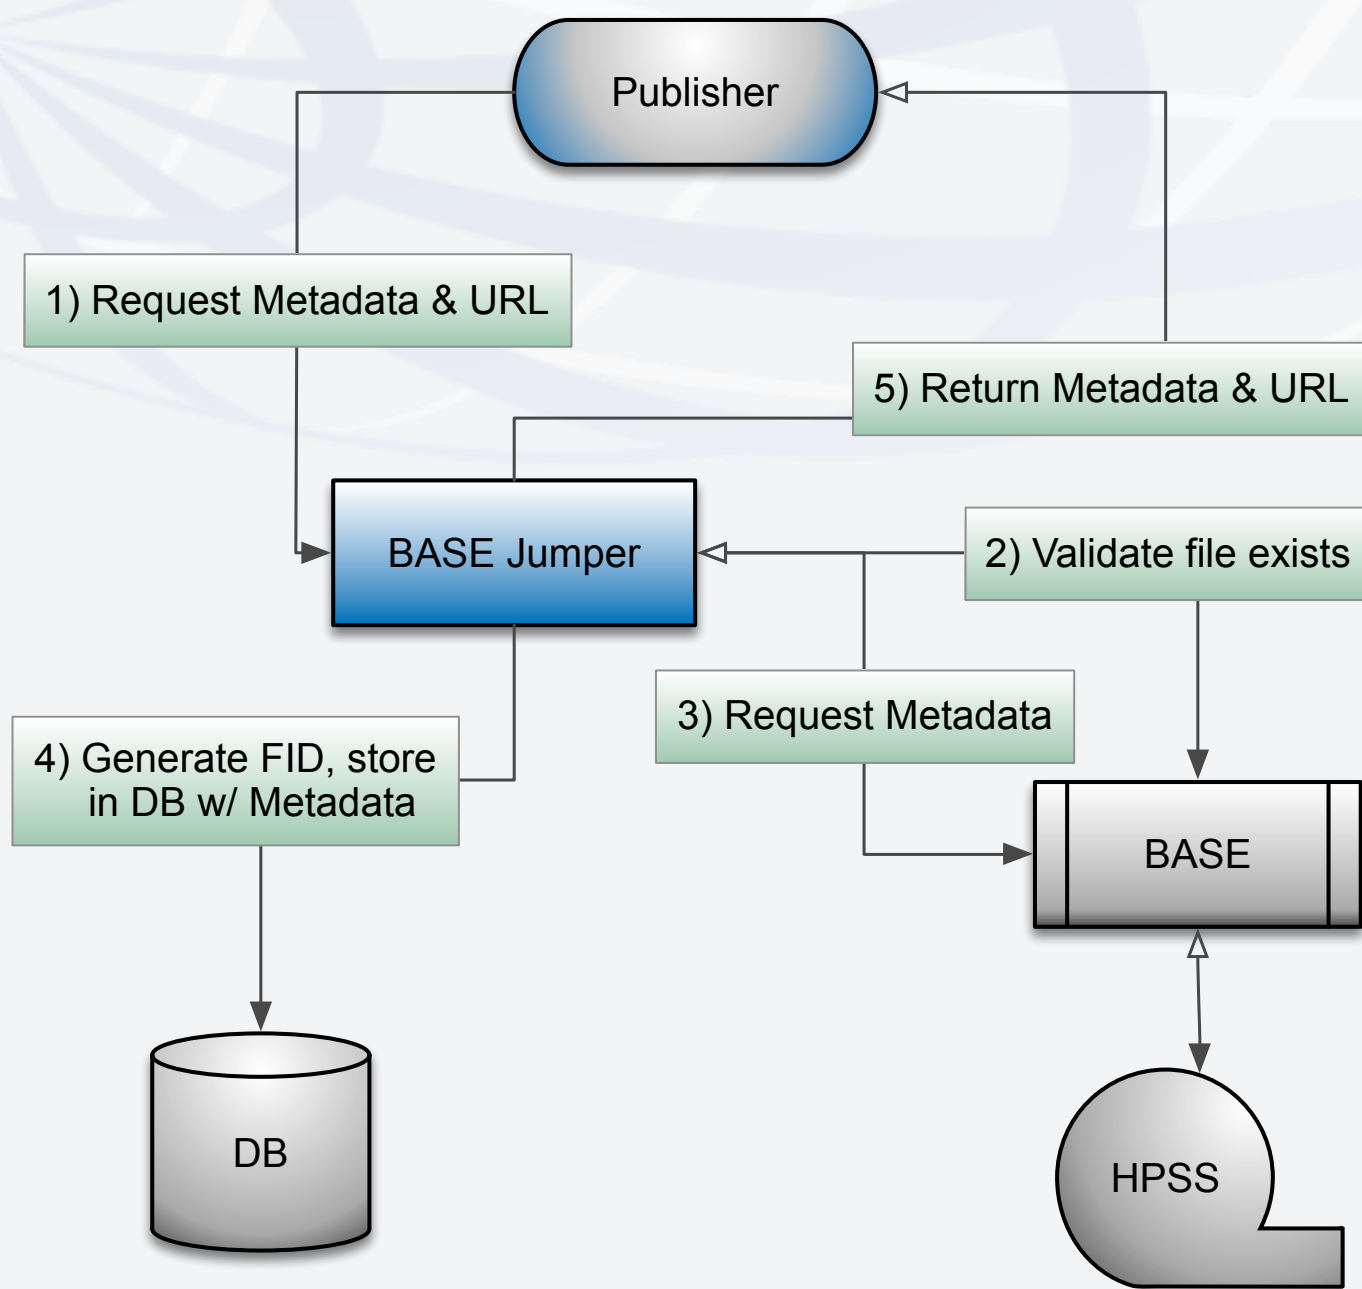 Publisher
1) Request Metadata & URL
5) Return Metadata & URL
BASE Jumper
2) Validate file exists
3) Request Metadata
4) Generate FID, store
in DB w/ Metadata
BASE
DB
HPSS